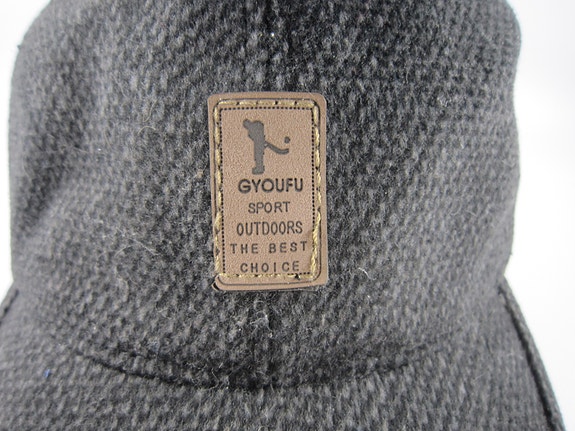 GYOUFU
SPORT
OUTDOORS
THE BEST
CHOICE